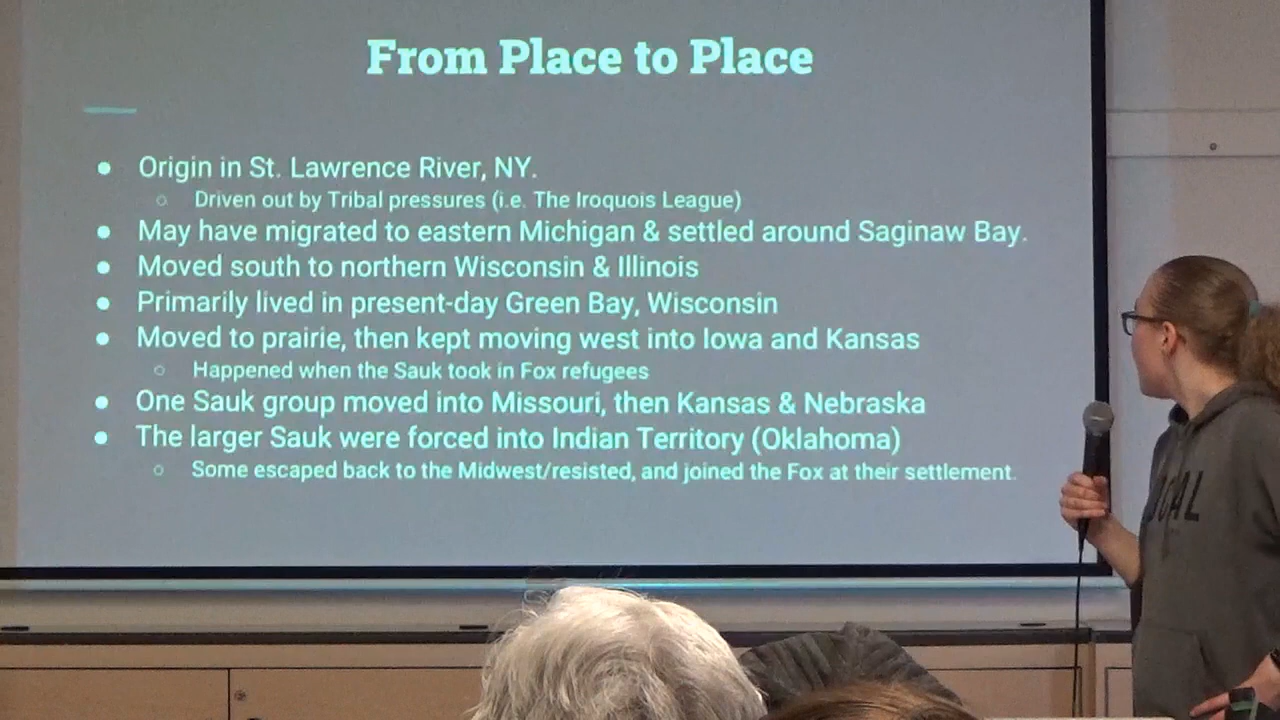 From Place to Place
● Origin in St. Lawrence River, NY.
○ Driven out by Tribal pressures (i.e. The Iroquois League)
● May have migrated to eastern Michigan & settled around Saginaw Bay.
● Moved south to northern Wisconsin & Illinois
● Primarily lived in present-day Green Bay, Wisconsin
● Moved to prairie, then kept moving west into Iowa and Kansas
○ Happened when the Sauk took in Fox refugees
● One Sauk group moved into Missouri, then Kansas & Nebraska
● The larger Sauk were forced into Indian Territory (Oklahoma)
○ Some escaped back to the Midwest/resisted, and joined the Fox at their settlement.